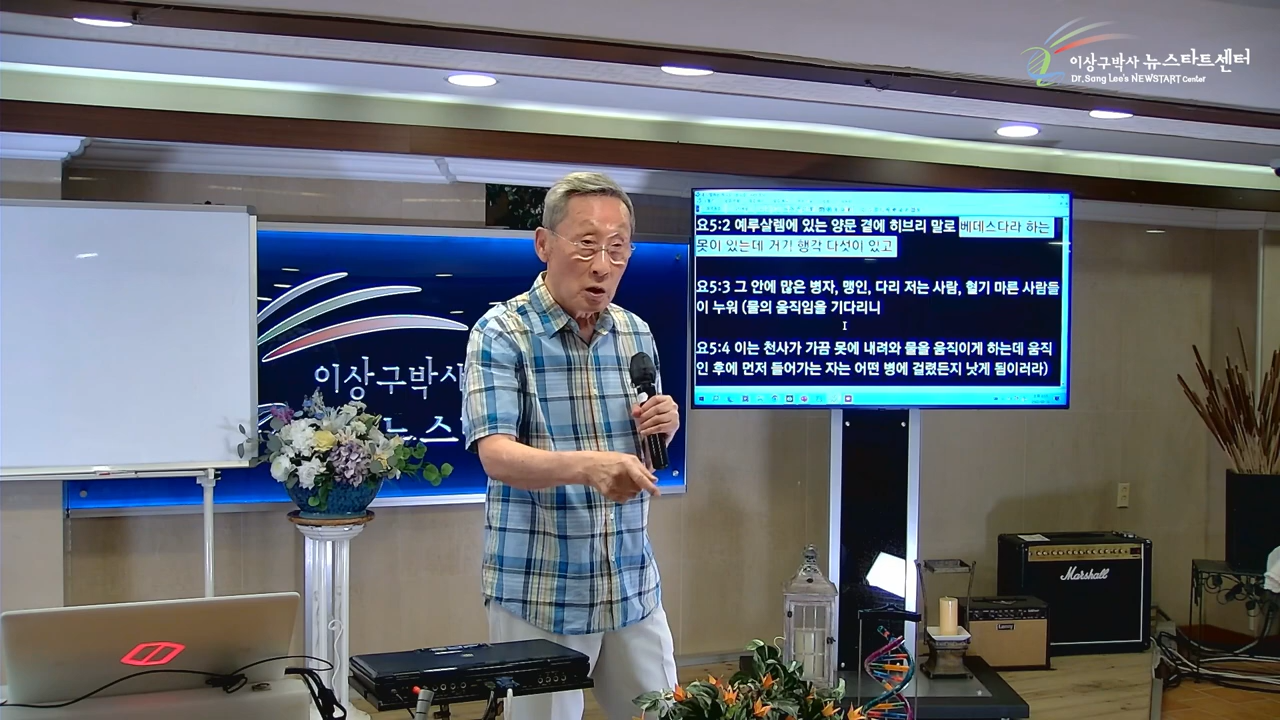 이상구박사 뉴스타트센터
Dr. Sang Lee's NEWSTART Center
요5:2 예루살렘에 있는 양문 곁에 히브리 말로 베데스다라 하는
못이 있는데 거기 행각 다섯이 있고
요5:3 그 안에 많은 병자, 맹인, 다리 저는 사람, 혈기 마른 사람들
이 누워 (물의 움직임을 기다리니
요5:4 이는 천사가 가끔 못에 내려와 물을 움직이게 하는데 움직
인 후에 먼저 들어가는 자는 어떤 병에 걸렸든지 낫게 됨이러라)
이상구박사
뉴스
Marshall
Laney